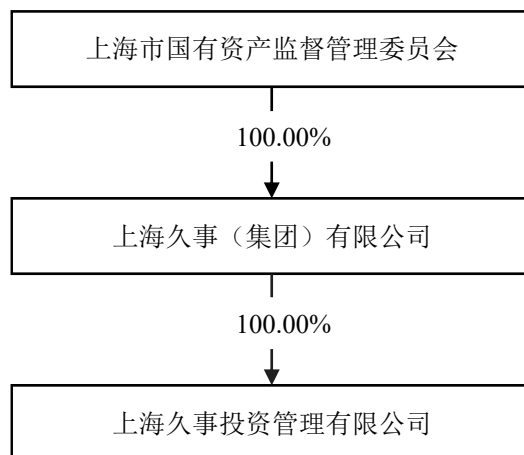 上海市国有资产监督管理委员会
100.00%
上海久事（集团）有限公司
100.00%
上海久事投资管理有限公司